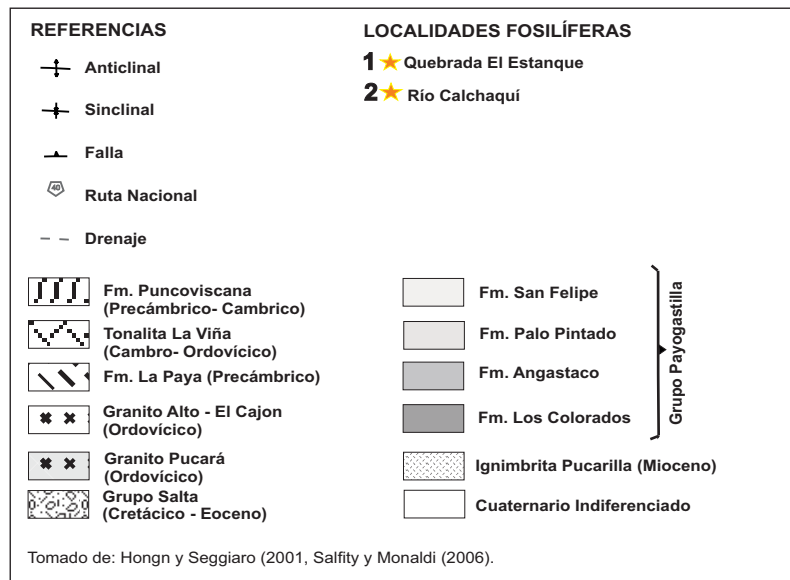 REFERENCIAS
Anticlinal
Sinclinal
Falla
40
Ruta Nacional
Drenaje
LOCALIDADES FOSILÍFERAS
1 Quebrada El Estanque
2 Río Calchaquí
Fm. Puncoviscana
(Precámbrico- Cambrico)
Tonalita La Viña
(Cambro- Ordovícico)
Fm. La Paya (Precámbrico)
Granito Alto - El Cajon
(Ordovícico)
Granito Pucará
(Ordovícico)
Grupo Salta
(Cretácico - Eoceno)
Fm. San Felipe
Fm. Palo Pintado
Fm. Angastaco
Fm. Los Colorados
Grupo Payogastilla
Ignimbrita Pucarilla (Mioceno)
Cuaternario Indiferenciado
Tomado de: Hongn y Seggiaro (2001, Salfity y Monaldi (2006).